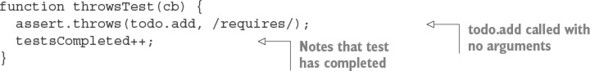 function throwsTest(cb) {
assert.throws(todo.add, /requires/);
todo.add called with
no arguments
testsCompleted++;
Notes that test
has completed
}